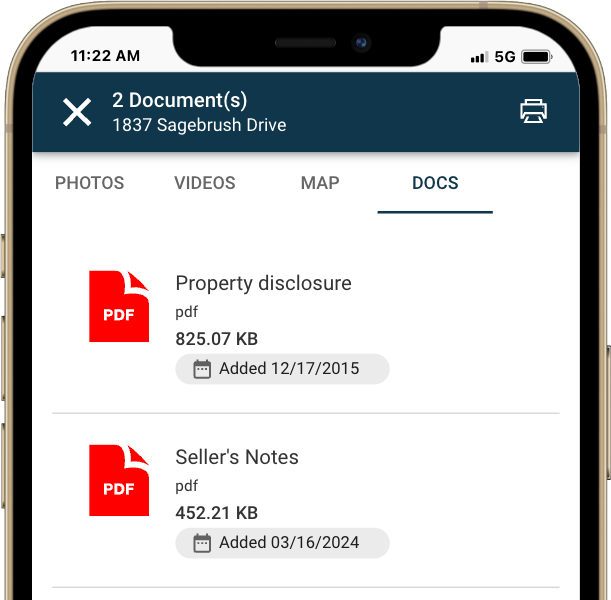 11:22 AM
5G
2 Document(s)
1837 Sagebrush Drive
PHOTOS VIDEOS MAP DOCS
Property disclosure
PDF
pdf
825.07 KB
Added 12/17/2015
Seller's Notes
PDF
pdf
452.21 KB
Added 03/16/2024